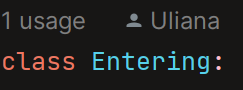 1 usage Uliana
class Entering: